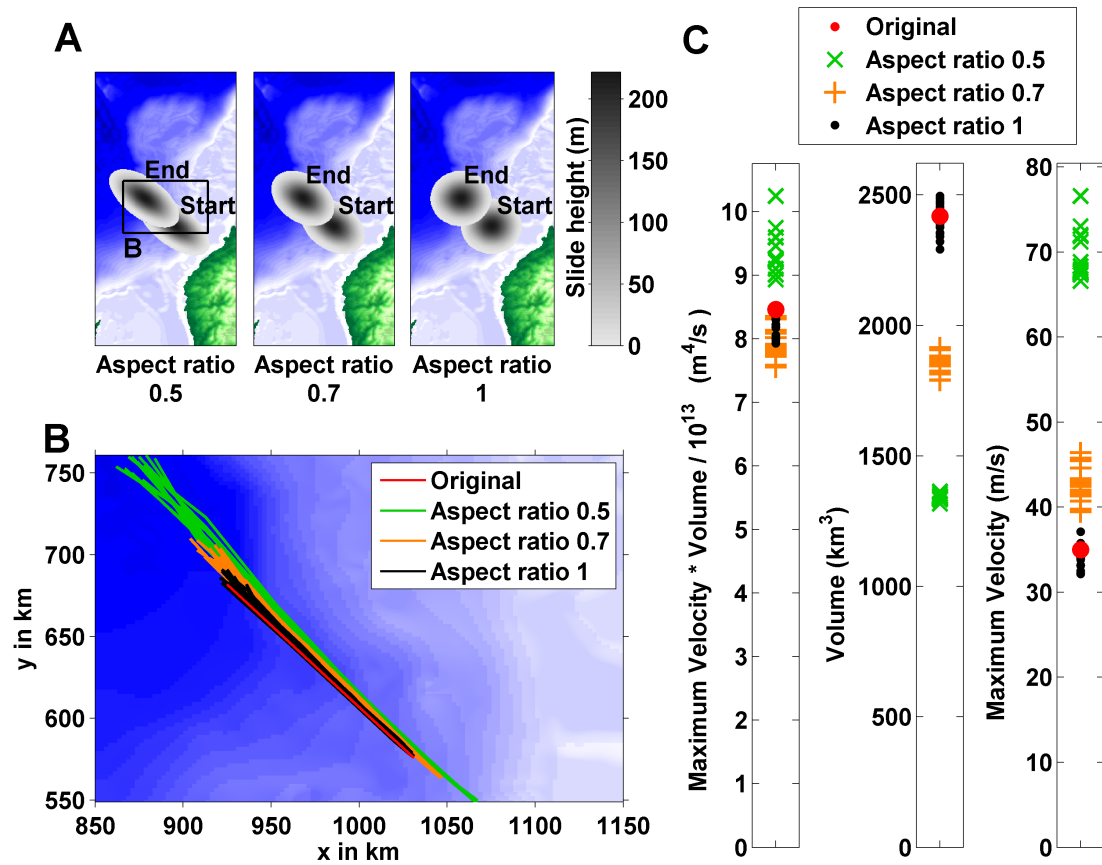 A
End
Start
B
End
Start
End
Start
Aspect ratio
0.5
Aspect ratio
0.7
Aspect ratio
1
Slide height (m)
200
150
100
50
0
B
750
700
650
600
550
y in km
850
900
950
1000
1050
1100
1150
x in km
Original
Aspect ratio 0.5
Aspect ratio 0.7
Aspect ratio 1
C
Original
Aspect ratio 0.5
Aspect ratio 0.7
Aspect ratio 1
Maximum Velocity * Volume / 10¹³ (m⁴/s )
10
9
8
7
6
5
4
3
2
1
0
Volume (km³)
2500
2000
1500
1000
500
0
Maximum Velocity (m/s)
80
70
60
50
40
30
20
10
0